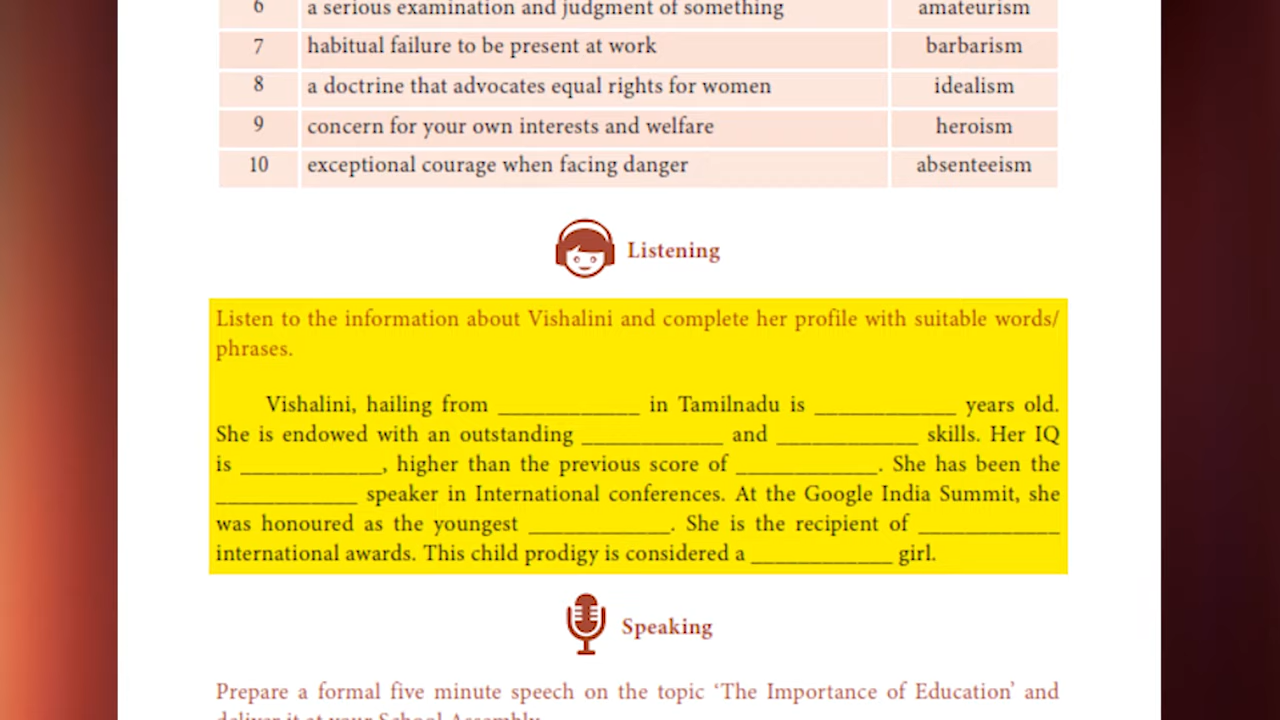 6 a serious examination and judgment of something amateurism
7 habitual failure to be present at work barbarism
8 a doctrine that advocates equal rights for women idealism
9 concern for your own interests and welfare heroism
10 exceptional courage when facing danger absenteeism
Listening
Listen to the information about Vishalini and complete her profile with suitable words/
phrases.
Vishalini, hailing from ____________ in Tamilnadu is ____________ years old.
She is endowed with an outstanding ____________ and ____________ skills. Her IQ
is ____________, higher than the previous score of ____________. She has been the
____________ speaker in International conferences. At the Google India Summit, she
was honoured as the youngest ____________. She is the recipient of ____________
international awards. This child prodigy is considered a ____________ girl.
Speaking
Prepare a formal five minute speech on the topic ‘The Importance of Education’ and
deliver it at your School Assembly.